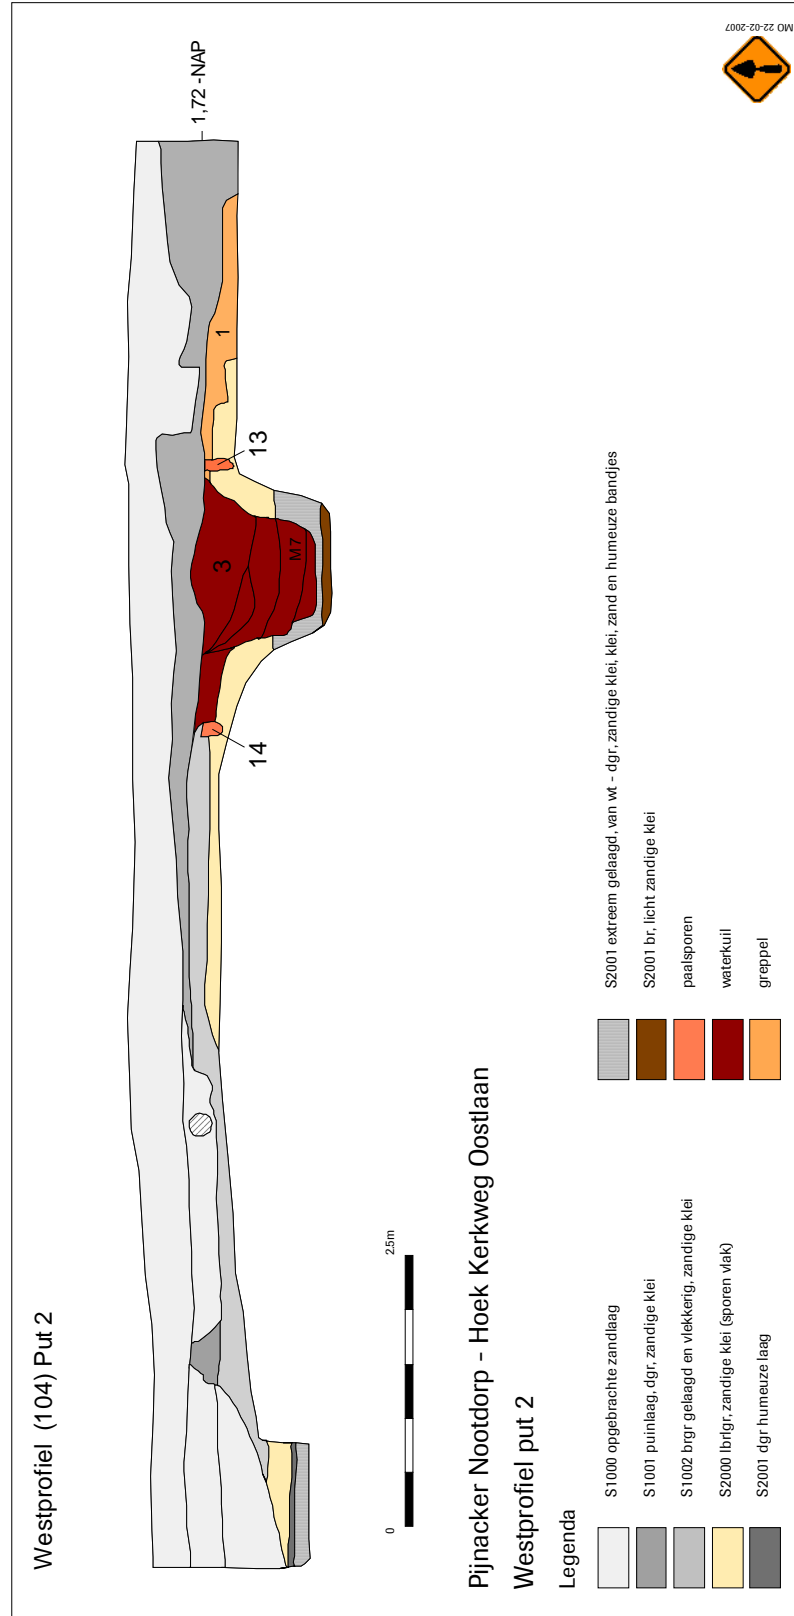 Westprofiel (104) Put 2
1,72 -NAP
14
3
M7
13
1
0
2.5m
Pijnacker Nootdorp - Hoek Kerkweg Oostlaan
Westprofiel put 2
Legenda
S1000 opgebrachte zandlaag
S1001 puinlaag, dgr, zandige klei
S1002 brgr gelaagd en vlekkerig, zandige klei
S2000 lbrlgr, zandige klei (sporen vlak)
S2001 dgr humeuze laag
S2001 extreem gelaagd, van wt - dgr, zandige klei, klei, zand en humeuze bandjes
S2001 br, licht zandige klei
paalsporen
waterkuil
greppel
MO 22-02-2007